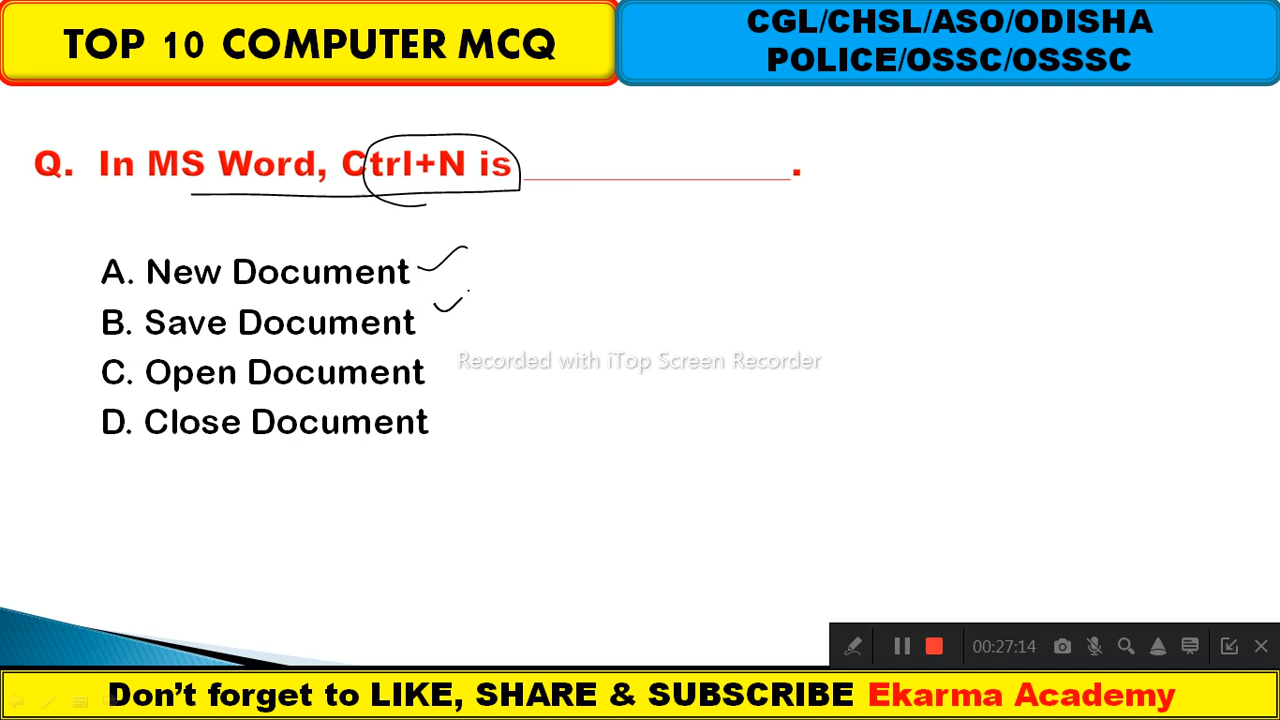 TOP 10 COMPUTER MCQ
CGL/CHSL/ASO/ODISHA
POLICE/OSSC/OSSSC
Q. In MS Word, Ctrl+N is ______________.
A. New Document
B. Save Document
Recorded with iTop Screen Recorder
C. Open Document
D. Close Document
00:27:14
Don't forget to LIKE, SHARE & SUBSCRIBE Ekarma Academy